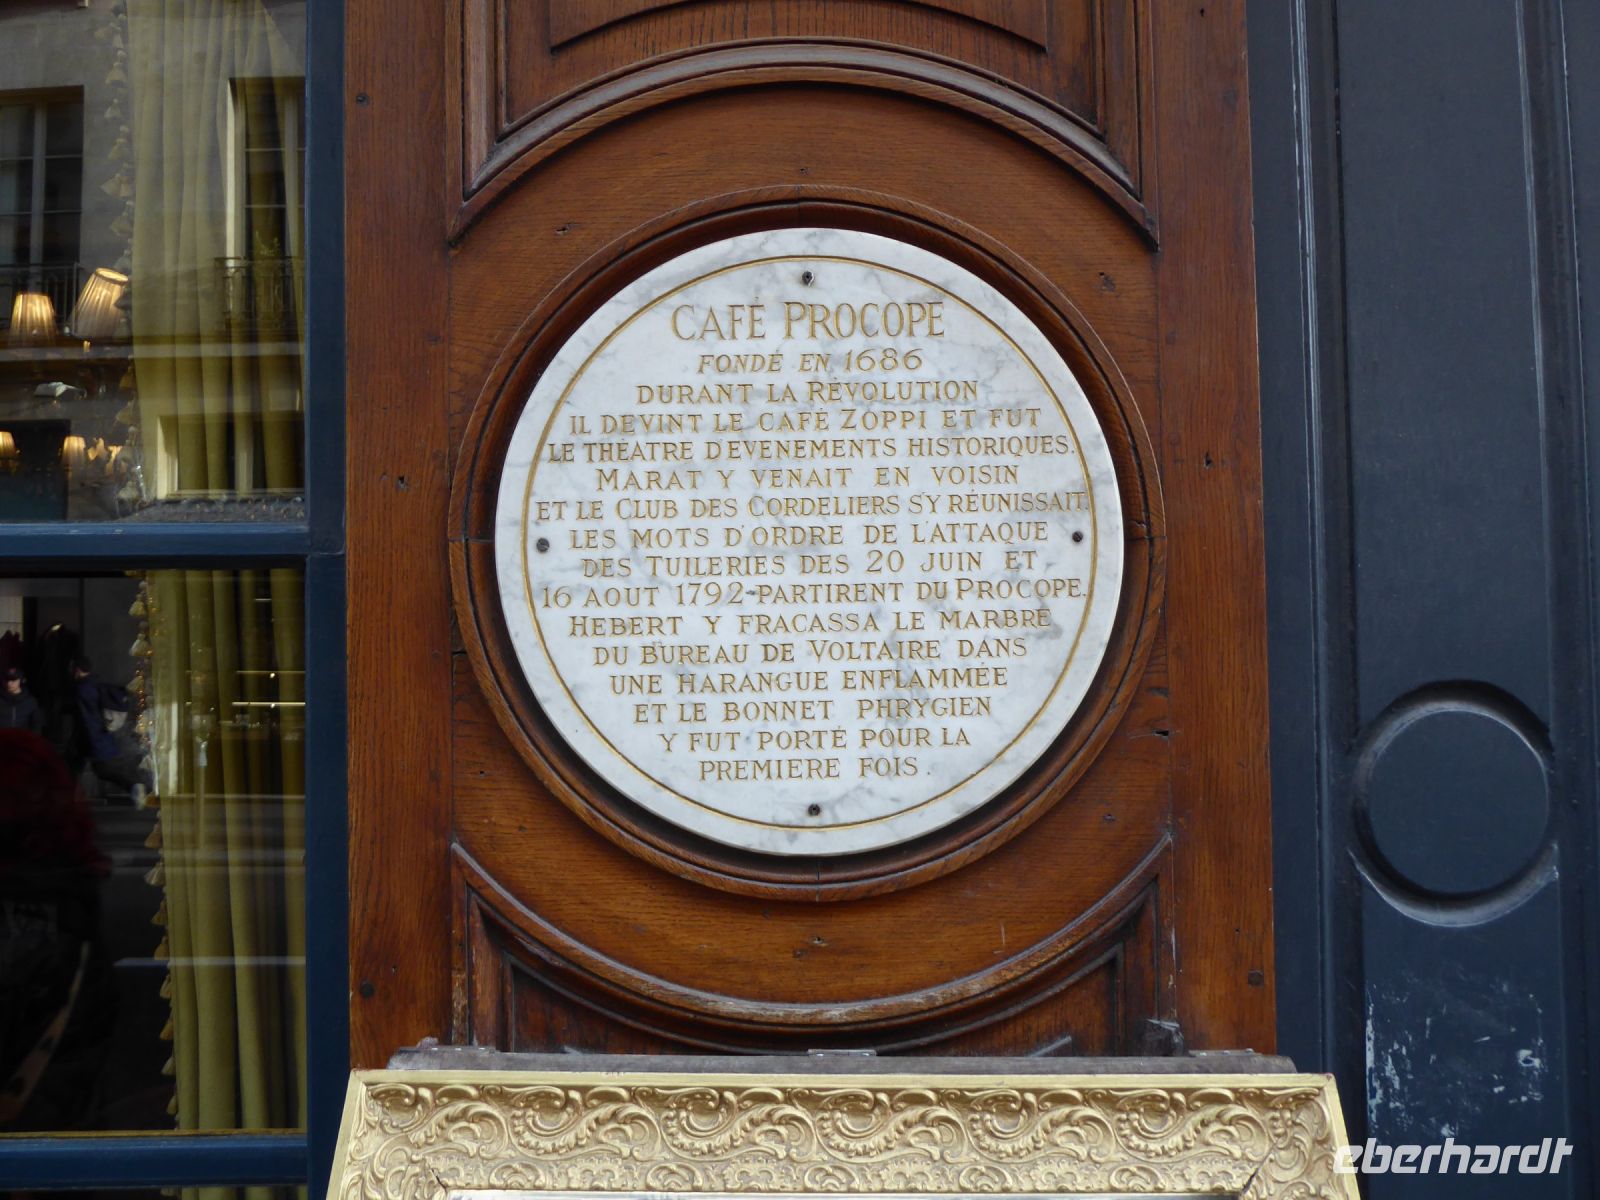 CAFÉ PROCOPE
FONDÉ EN 1686
DURANT LA RÉVOLUTION
IL DEVINT LE CAFÉ ZOPPI ET FUT
LE THÉATRE D'EVENEMENTS HISTORIQUES.
MARAT Y VENAIT EN VOISIN
ET LE CLUB DES CORDELIERS S'Y RÉUNISSAIT.
LES MOTS D'ORDRE DE L'ATTAQUE
DES TUILERIES DES 20 JUIN ET
16 AOUT 1792 PARTIRENT DU PROCOPE.
HEBERT Y FRACASSA LE MARBRE
DU BUREAU DE VOLTAIRE DANS
UNE HARANGUE ENFLAMMÉE
ET LE BONNET PHRYGIEN
Y FUT PORTÉ POUR LA
PREMIERE FOIS.
eberhardt